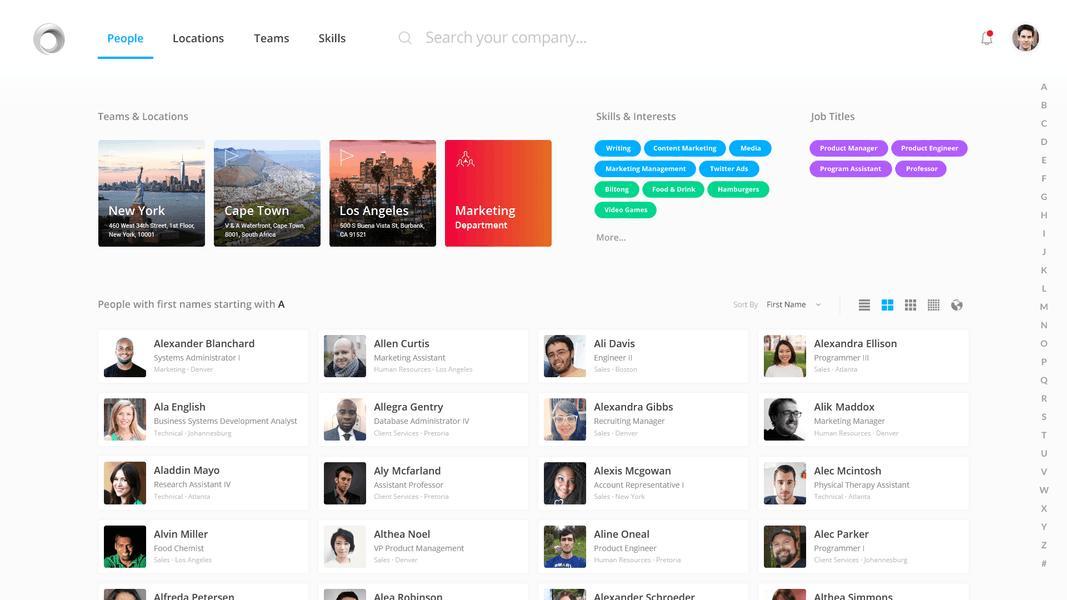 People
Locations
Teams
Skills
Search your company...
Teams & Locations
New York
460 West 34th Street, 1st Floor,
New York, 10001
Cape Town
V & A Waterfront, Cape Town,
8001, South Africa
Los Angeles
500 S Buena Vista St, Burbank,
CA 91521
Marketing
Department
Skills & Interests
Writing
Content Marketing
Media
Marketing Management
Twitter Ads
Biltong
Food & Drink
Hamburgers
Video Games
More...
Job Titles
Product Manager
Product Engineer
Program Assistant
Professor
People with first names starting with A
Sort By First Name
Alexander Blanchard
Systems Administrator I
Marketing · Denver
Allen Curtis
Marketing Assistant
Human Resources · Los Angeles
Ali Davis
Engineer II
Sales · Boston
Alexandra Ellison
Programmer III
Sales · Atlanta
Ala English
Business Systems Development Analyst
Technical · Johannesburg
Allegra Gentry
Database Administrator IV
Client Services · Pretoria
Alexandra Gibbs
Recruiting Manager
Sales · Denver
Alik Maddox
Marketing Manager
Human Resources · Denver
Aladdin Mayo
Research Assistant IV
Technical · Atlanta
Aly Mcfarland
Assistant Professor
Client Services · Pretoria
Alexis Mcgowan
Account Representative I
Sales · New York
Alec Mcintosh
Physical Therapy Assistant
Technical · Atlanta
Alvin Miller
Food Chemist
Sales · Los Angeles
Althea Noel
VP Product Management
Sales · Denver
Aline Oneal
Product Engineer
Human Resources · Pretoria
Alec Parker
Programmer I
Client Services · Johannesburg
Alfreda Petersen
Alea Robinson
Alexander Schroeder
Althea Simmons
A
B
C
D
E
F
G
H
I
J
K
L
M
N
O
P
Q
R
S
T
U
V
W
X
Y
Z
#